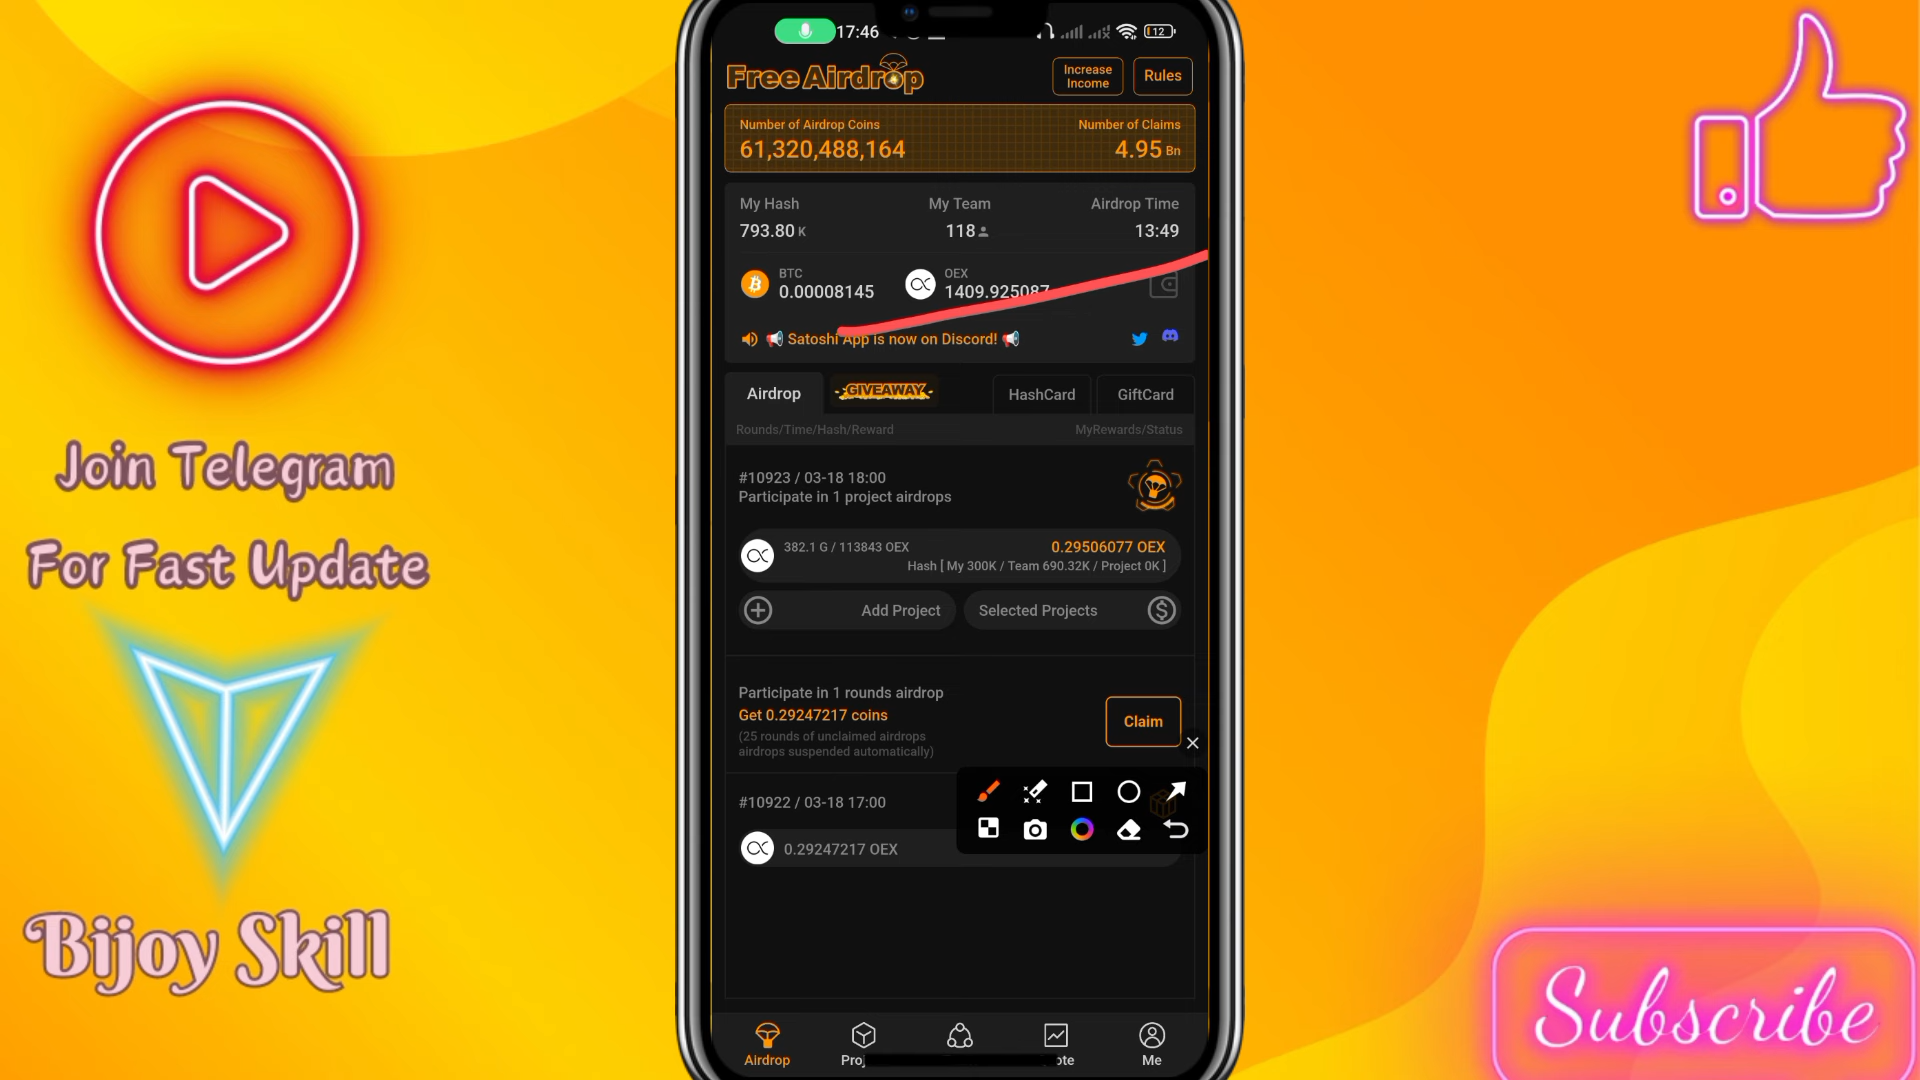 17:46
12
Free Airdrop
Increase
Income
Rules
Number of Airdrop Coins
Number of Claims
61,320,488,164
4.95 Bn
My Hash
My Team
Airdrop Time
793.80 K
118
13:49
BTC
0.00008145
OEX
1409.925087
Satoshi App is now on Discord!
Airdrop
GIVEAWAY
HashCard
GiftCard
Rounds/Time/Hash/Reward
MyRewards/Status
#10923 / 03-18 18:00
Participate in 1 project airdrops
382.1 G / 113843 OEX
0.29506077 OEX
Hash [ My 300K / Team 690.32K / Project 0K ]
Add Project
Selected Projects
Participate in 1 rounds airdrop
Get 0.29247217 coins
(25 rounds of unclaimed airdrops
airdrops suspended automatically)
Claim
#10922 / 03-18 17:00
0.29247217 OEX
Airdrop
Me
Join Telegram
For Fast Update
Bijoy Skill
Subscribe